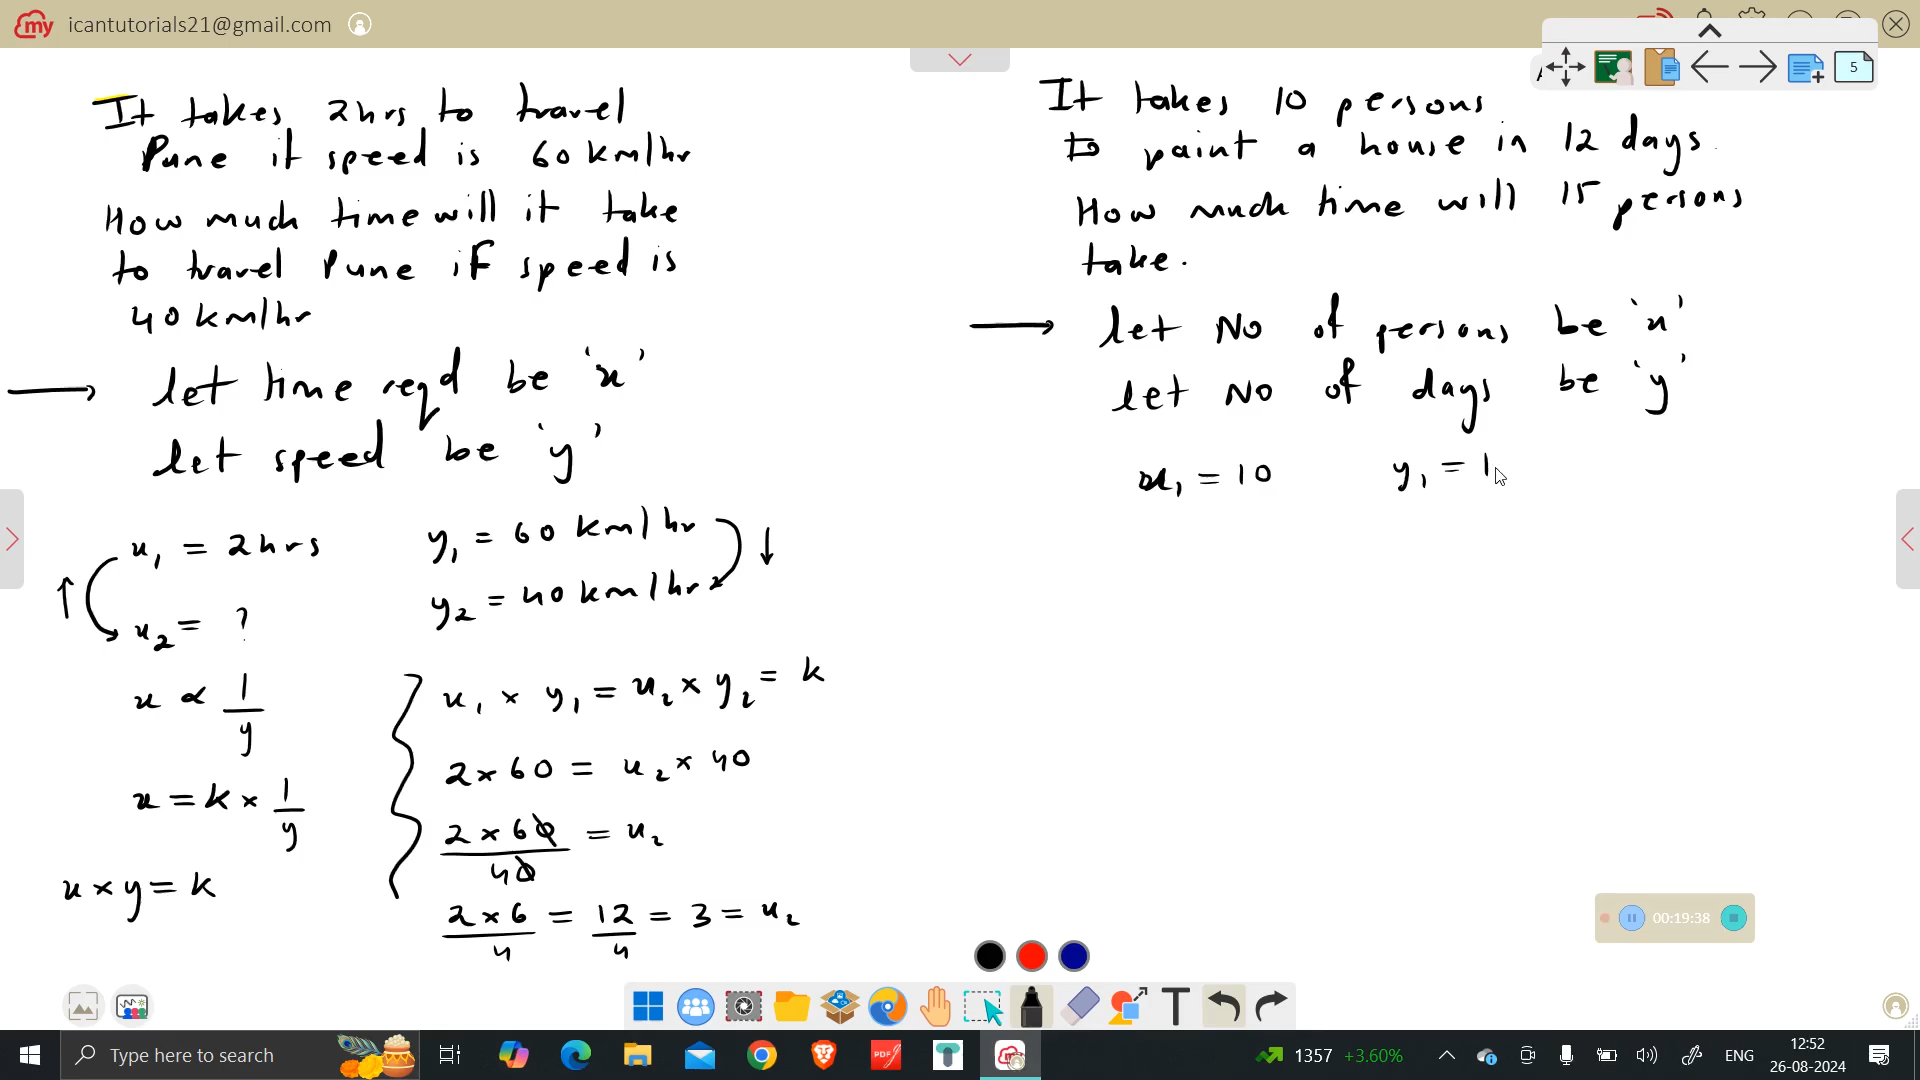 my icantutorials21@gmail.com
5
It takes 2hrs to travel
Pune if speed is 60 km/hr
How much time will it take
to travel Pune if speed is
40 km/hr
let time reqd be 'x'
let speed be 'y'
x₁ = 2hrs y₁ = 60 km/hr ↓
↑ x₂ = ? y₂ = 40 km/hr
x ∝ 1/y
x = k × 1/y
x × y = k
x₁ × y₁ = x₂ × y₂ = k
2 × 60 = x₂ × 40
2 × 60/40 = x₂
2 × 6/4 = 12/4 = 3 = x₂
It takes 10 persons
to paint a house in 12 days.
How much time will 15 persons
take.
let No of persons be 'x'
let No of days be 'y'
x₁ = 10 y₁ = 1
00:19:38
T
Type here to search
PDF
1357 +3.60%
ENG
12:52
26-08-2024